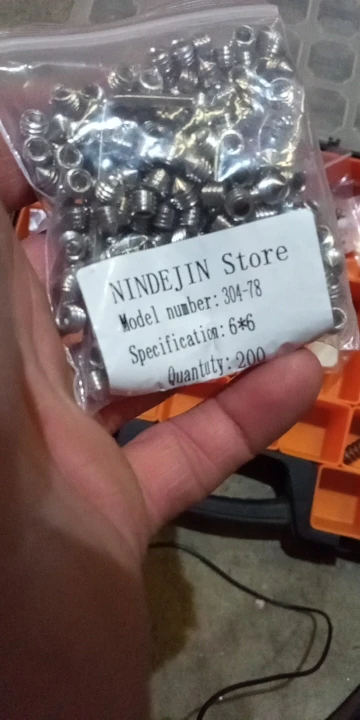 NINDEJIN Store
Model number: 304-78
Specification: 6*6
Quantuty: 200